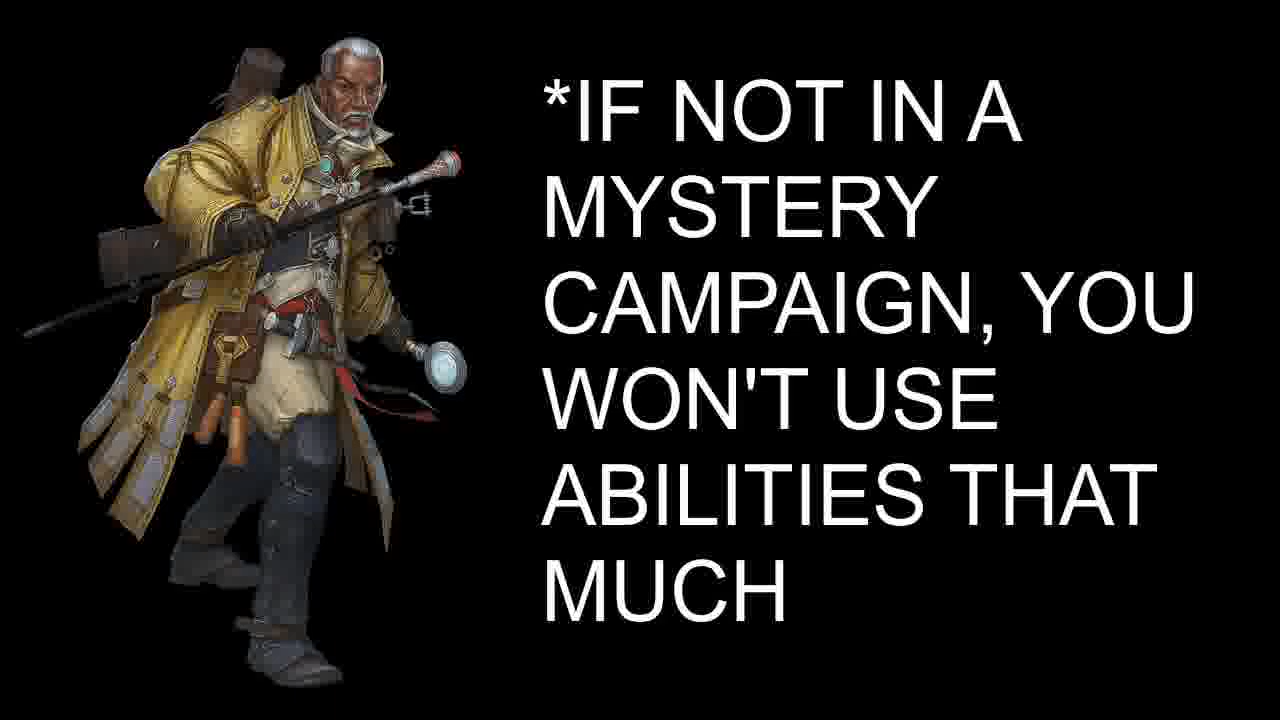 *IF NOT IN A
MYSTERY
CAMPAIGN, YOU
WON'T USE
ABILITIES THAT
MUCH